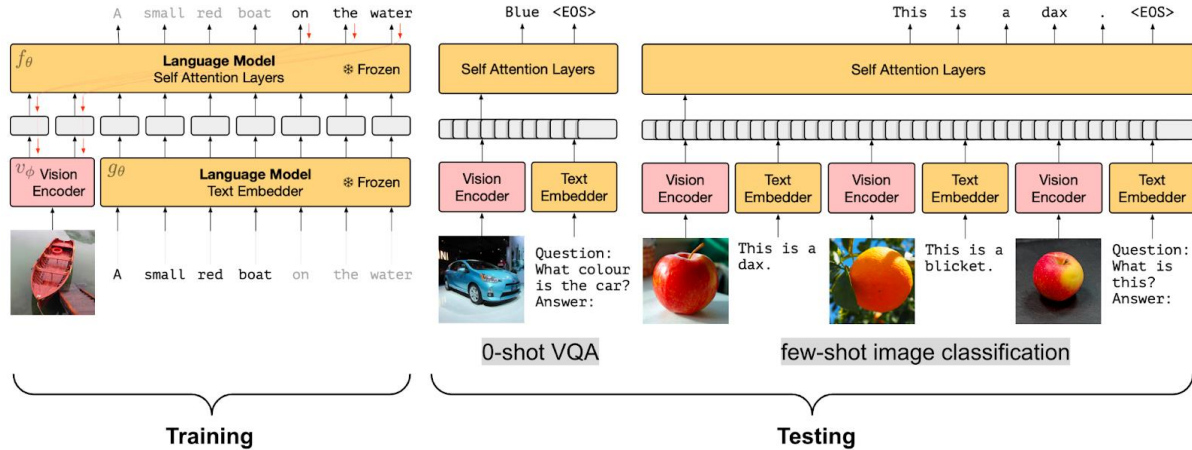 A small red boat on the water
fθ
Language Model
Self Attention Layers
❄ Frozen
vϕ Vision
Encoder
gθ
Language Model
Text Embedder
❄ Frozen
A small red boat on the water
Training
Blue <EOS>
Self Attention Layers
Vision
Encoder
Text
Embedder
Question:
What colour
is the car?
Answer:
0-shot VQA
This is a dax . <EOS>
Self Attention Layers
Vision
Encoder
Text
Embedder
Vision
Encoder
Text
Embedder
Vision
Encoder
Text
Embedder
This is a
dax.
This is a
blicket.
Question:
What is
this?
Answer:
few-shot image classification
Testing